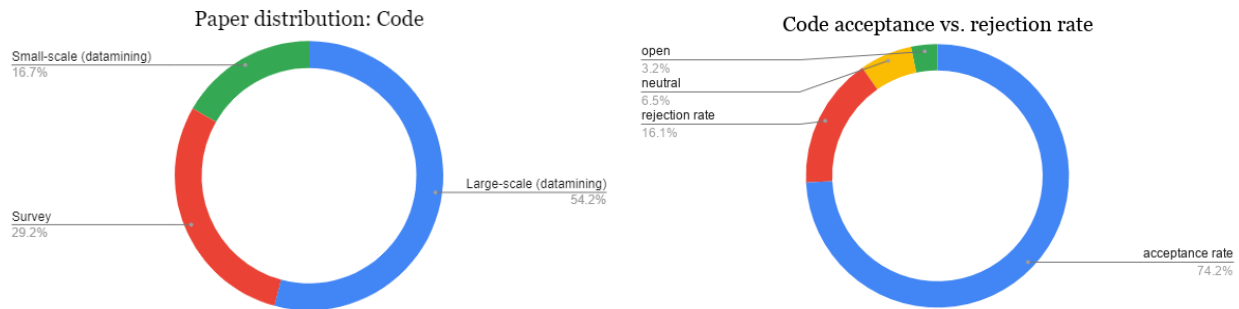 Paper distribution: Code
Small-scale (datamining)
16.7%
Large-scale (datamining)
54.2%
Survey
29.2%
Code acceptance vs. rejection rate
open
3.2%
neutral
6.5%
rejection rate
16.1%
acceptance rate
74.2%